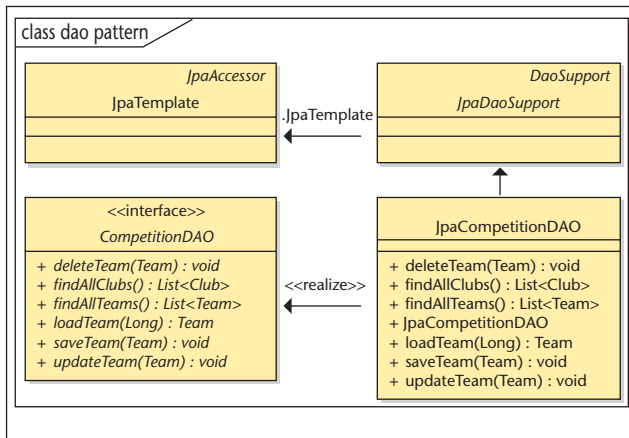 class dao pattern
JpaAccessor
JpaTemplate
.JpaTemplate
DaoSupport
JpaDaoSupport
<<interface>>
CompetitionDAO
+ deleteTeam(Team) : void
+ findAllClubs() : List<Club>
+ findAllTeams() : List<Team>
+ loadTeam(Long) : Team
+ saveTeam(Team) : void
+ updateTeam(Team) : void
<<realize>>
JpaCompetitionDAO
+ deleteTeam(Team) : void
+ findAllClubs() : List<Club>
+ findAllTeams() : List<Team>
+ JpaCompetitionDAO
+ loadTeam(Long) : Team
+ saveTeam(Team) : void
+ updateTeam(Team) : void